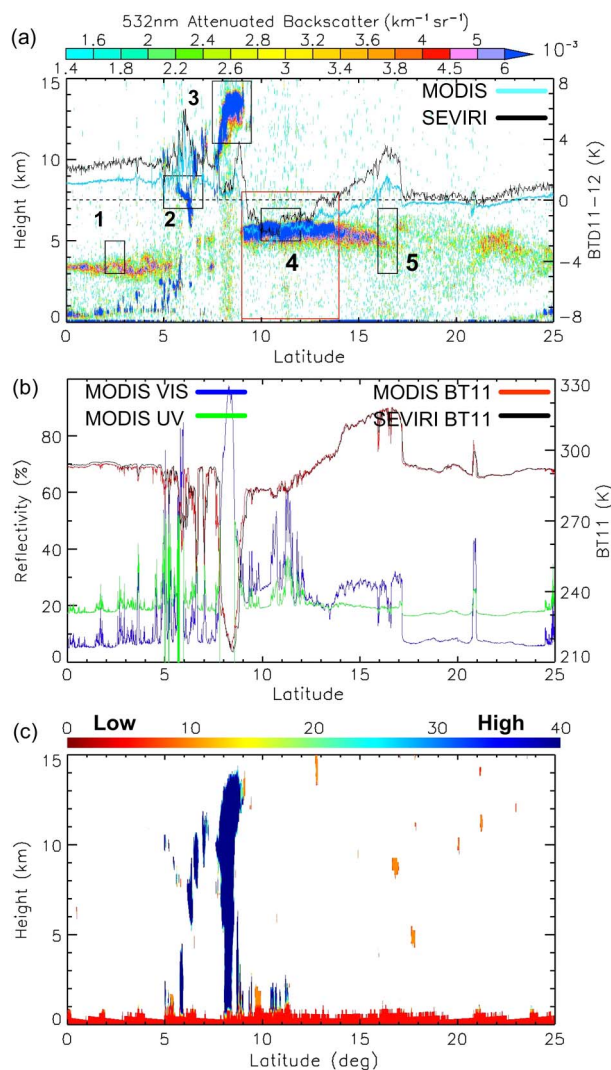 532nm Attenuated Backscatter (km⁻¹ sr⁻¹)
(a)
1.6 2 2.4 2.8 3.2 3.6 4 5 10⁻³
1.4 1.8 2.2 2.6 3 3.4 3.8 4.5 6
MODIS
SEVIRI
15 10 5 0
Height (km)
8 4 0 −4 −8
BTD11−12 (K)
1 2 3 4 5
0 5 10 15 20 25
Latitude
(b)
MODIS VIS MODIS BT11
MODIS UV SEVIRI BT11
80 60 40 20 0
Reflectivity (%)
330 300 270 240 210
BT11 (K)
0 5 10 15 20 25
Latitude
(c)
0 10 20 30 40
Low High
15 10 5 0
Height (km)
0 5 10 15 20 25
Latitude (deg)